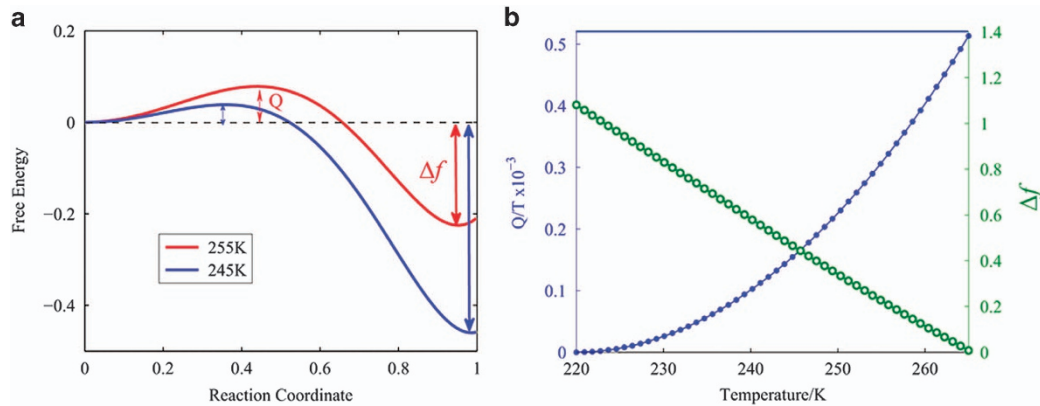 a
0.2
0
−0.2
−0.4
Free Energy
Q
Δf
255K
245K
0
0.2
0.4
0.6
0.8
1
Reaction Coordinate
b
0.5
0.4
0.3
0.2
0.1
0
Q/T x10⁻³
1.4
1.2
1
0.8
0.6
0.4
0.2
0
Δf
220
230
240
250
260
Temperature/K